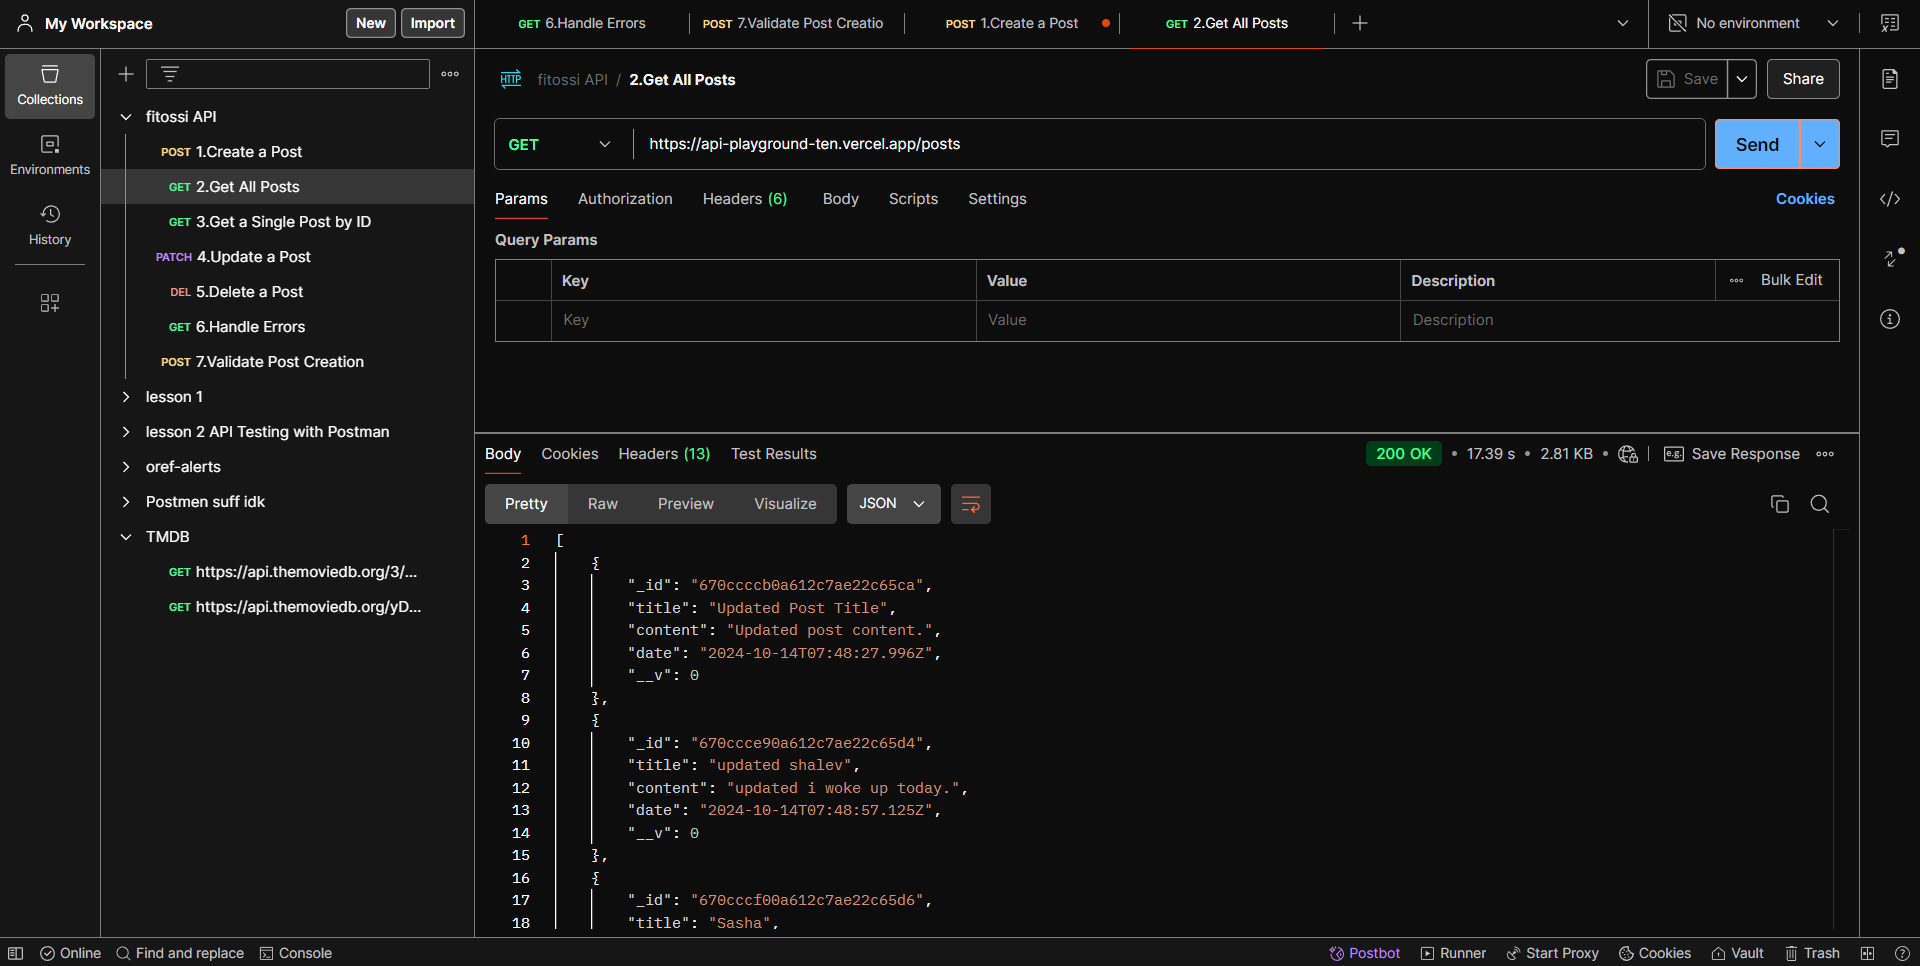 My Workspace
New
Import
GET 6.Handle Errors
POST 7.Validate Post Creatio
POST 1.Create a Post
GET 2.Get All Posts
No environment
Collections
Environments
History
fitossi API
POST 1.Create a Post
GET 2.Get All Posts
GET 3.Get a Single Post by ID
PATCH 4.Update a Post
DEL 5.Delete a Post
GET 6.Handle Errors
POST 7.Validate Post Creation
lesson 1
lesson 2 API Testing with Postman
oref-alerts
Postmen suff idk
TMDB
GET https://api.themoviedb.org/3/...
GET https://api.themoviedb.org/yD...
HTTP fitossi API / 2.Get All Posts
Save
Share
GET
https://api-playground-ten.vercel.app/posts
Send
Params Authorization Headers (6) Body Scripts Settings
Cookies
Query Params
Key Value Description Bulk Edit
Key Value Description
Body Cookies Headers (13) Test Results
200 OK • 17.39 s • 2.81 KB • e.g. Save Response
Pretty Raw Preview Visualize JSON
1 [
2 {
3 "_id": "670ccccb0a612c7ae22c65ca",
4 "title": "Updated Post Title",
5 "content": "Updated post content.",
6 "date": "2024-10-14T07:48:27.996Z",
7 "__v": 0
8 },
9 {
10 "_id": "670ccce90a612c7ae22c65d4",
11 "title": "updated shalev",
12 "content": "updated i woke up today.",
13 "date": "2024-10-14T07:48:57.125Z",
14 "__v": 0
15 },
16 {
17 "_id": "670cccf00a612c7ae22c65d6",
18 "title": "Sasha",
Online Find and replace Console
Postbot Runner Start Proxy Cookies Vault Trash